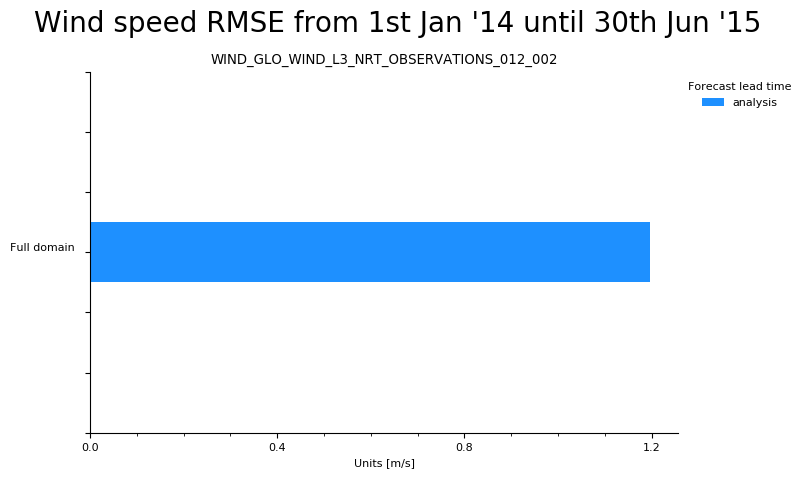 Wind speed RMSE from 1st Jan '14 until 30th Jun '15
WIND_GLO_WIND_L3_NRT_OBSERVATIONS_012_002
Forecast lead time
analysis
Full domain
0.0 0.4 0.8 1.2
Units [m/s]